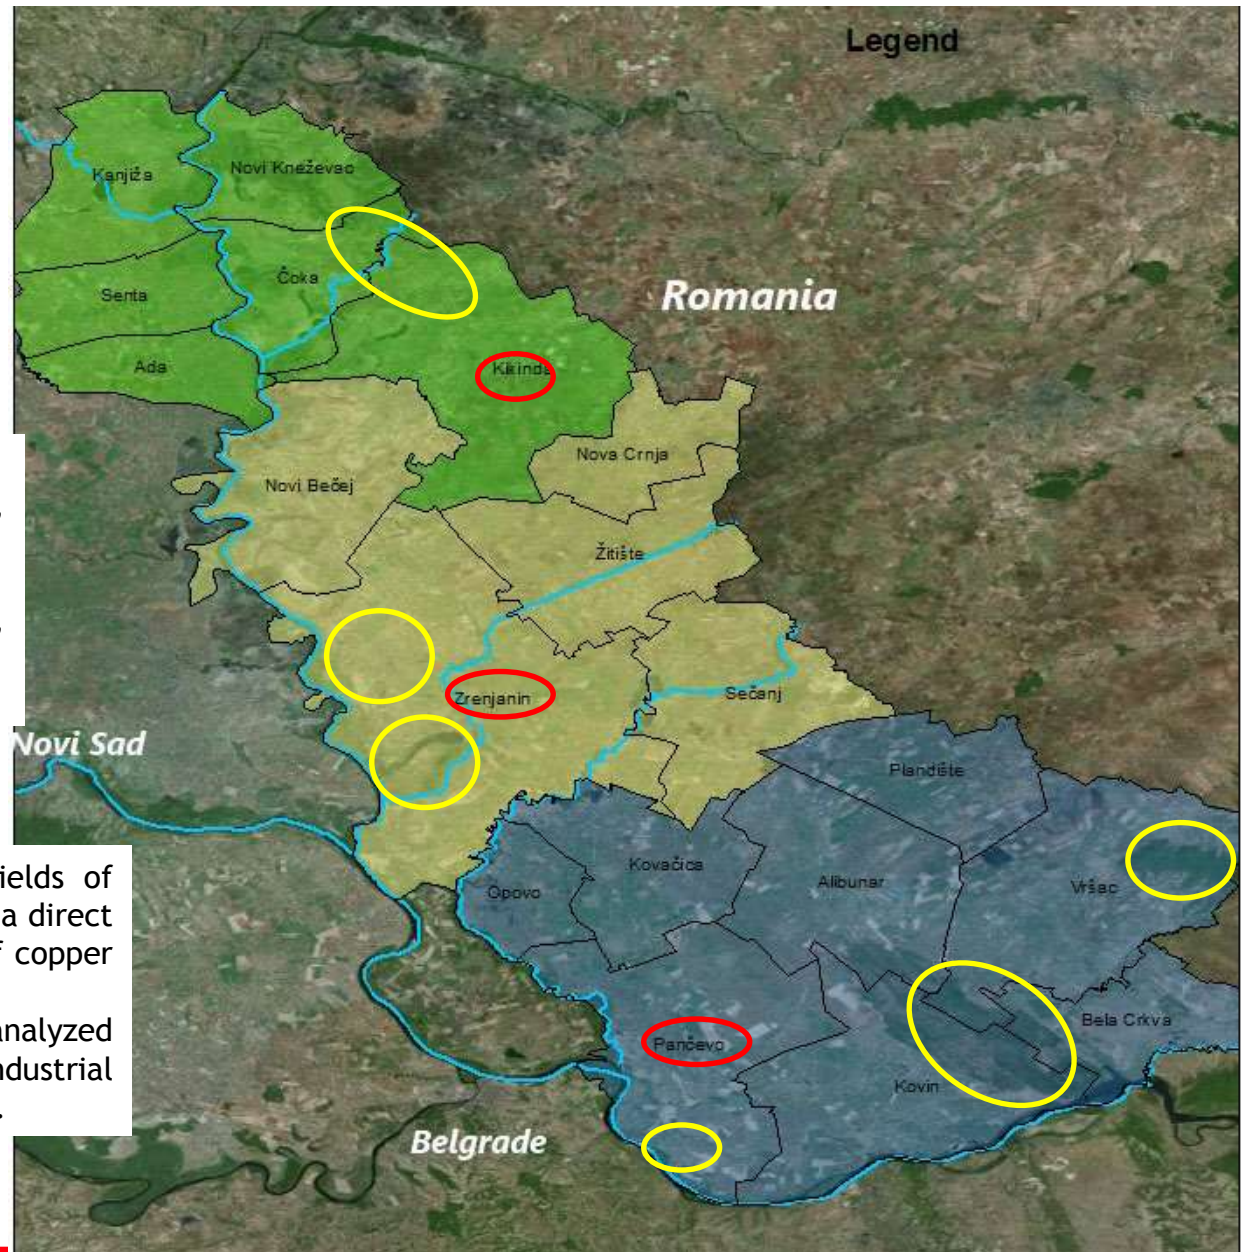 Legend
Kanjiža
Novi Kneževac
Čoka
Romania
Senta
Ada
Kikinda
Nova Crnja
Novi Bečej
,
Žitište
,
Zrenjanin
Sečanj
Novi Sad
Plandište
Kovačica
ields of
Opovo
Alibunar
Vršac
a direct
f copper
Bela Crkva
analyzed
Pančevo
ndustrial
Kovin
.
Belgrade